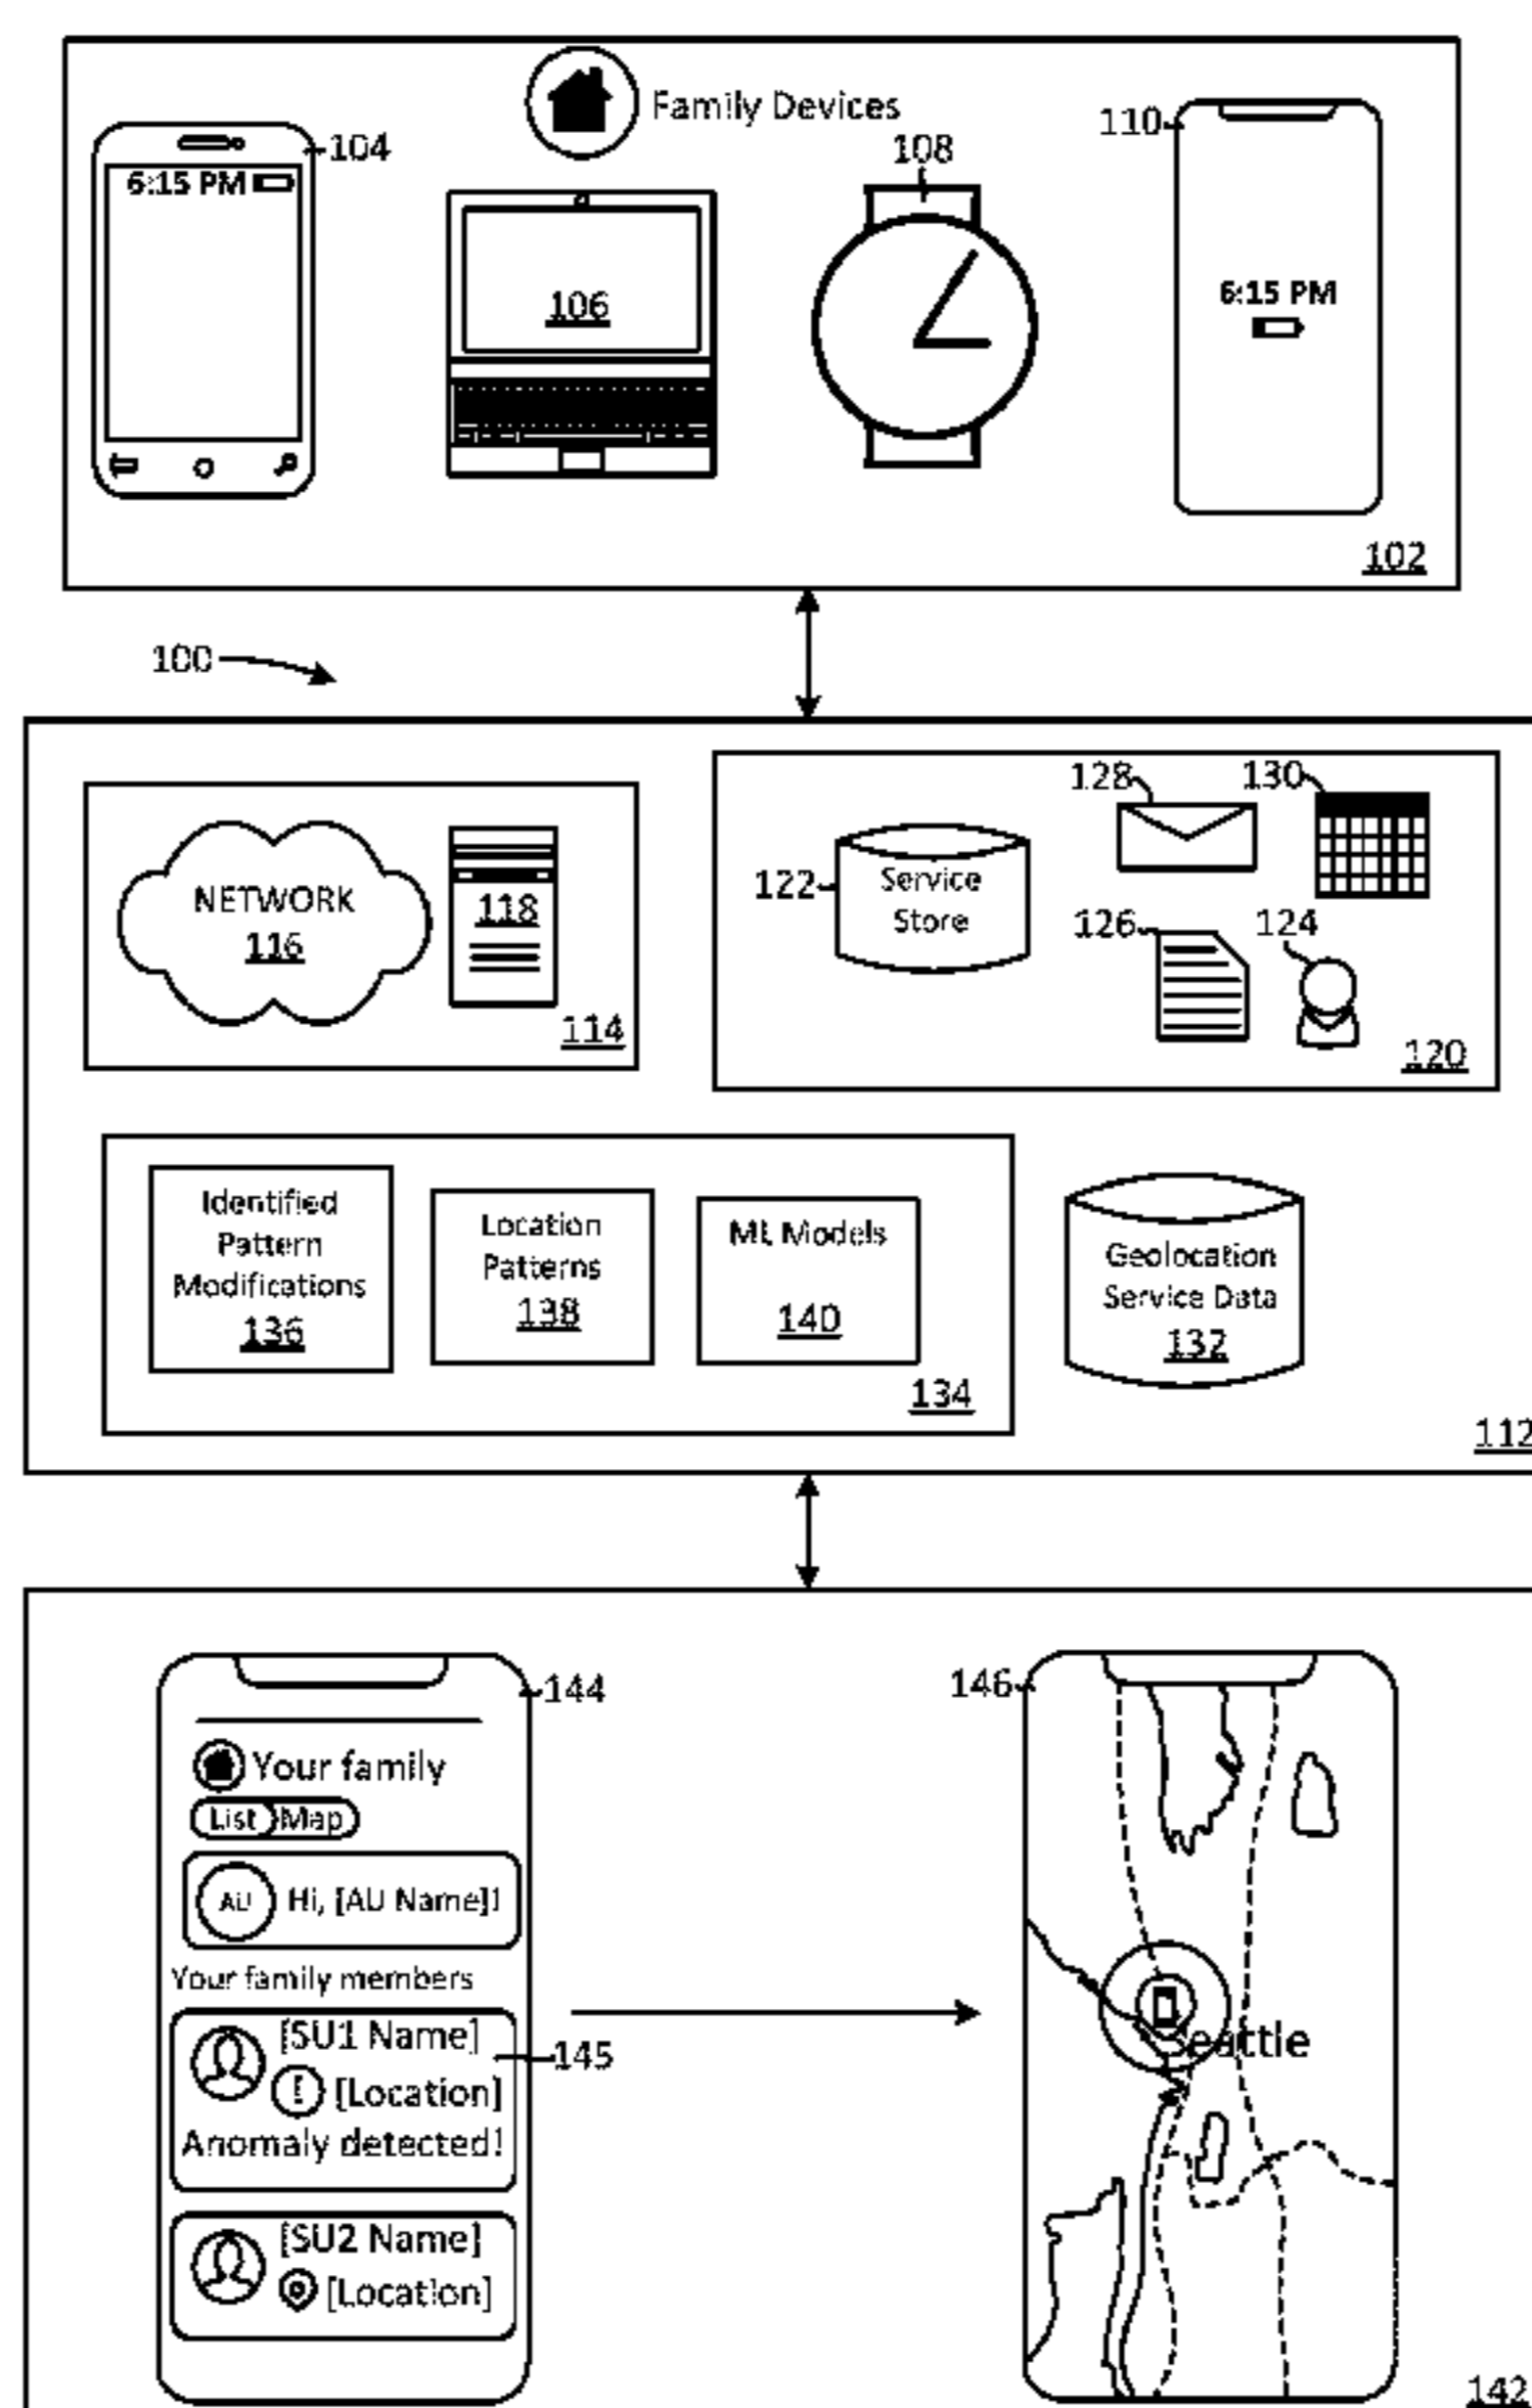 Family Devices
104
6:15 PM
106
108
110
6:15 PM
102
100
NETWORK
116
118
114
122
Service
Store
128
130
126
124
120
Identified
Pattern
Modifications
136
Location
Patterns
138
ML Models
140
134
Geolocation
Service Data
132
112
144
Your family
List Map
AU Hi, [AU Name]!
Your family members
[SU1 Name]
! [Location]
Anomaly detected!
145
[SU2 Name]
[Location]
146
Seattle
142